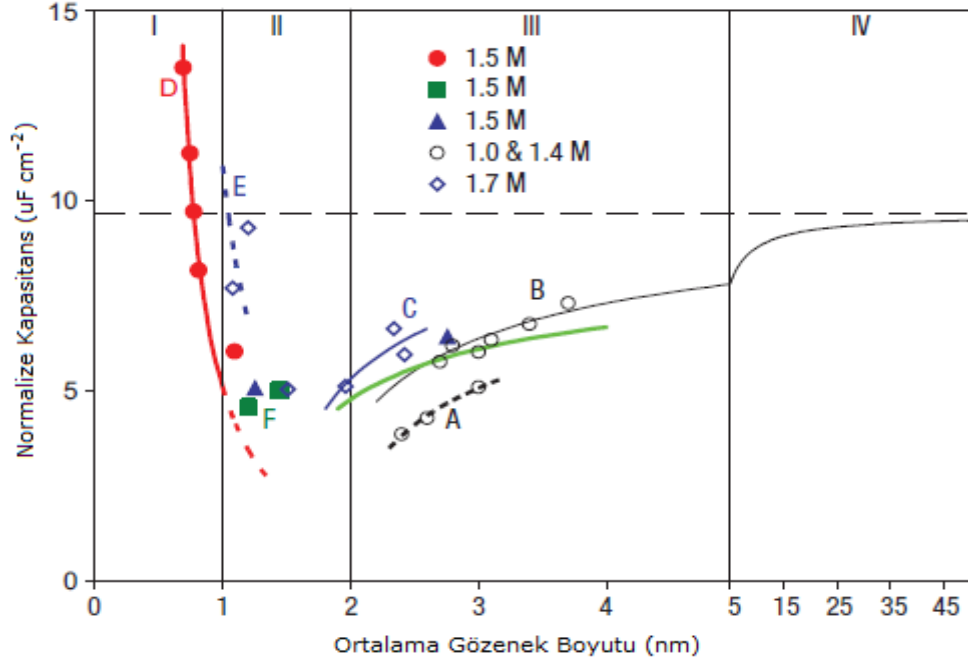 I II III IV
15
10
5
0
Normalize Kapasitans (uF cm⁻²)
1.5 M
1.5 M
1.5 M
1.0 & 1.4 M
1.7 M
D
E
F
C
B
A
0 1 2 3 4 5 15 25 35 45
Ortalama Gözenek Boyutu (nm)